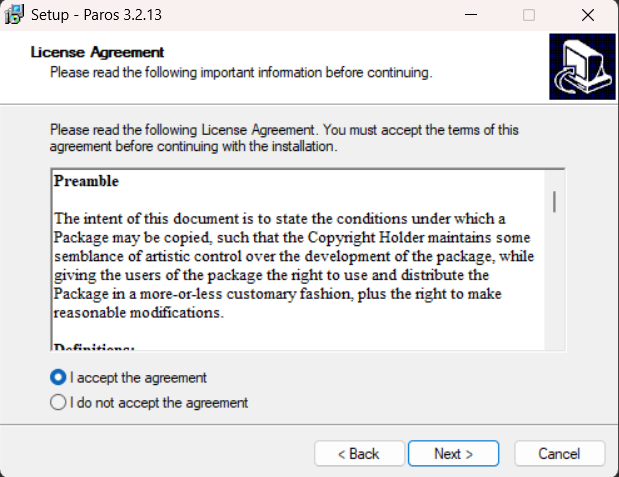 Setup - Paros 3.2.13
License Agreement
Please read the following important information before continuing.
Please read the following License Agreement. You must accept the terms of this
agreement before continuing with the installation.
Preamble
The intent of this document is to state the conditions under which a
Package may be copied, such that the Copyright Holder maintains some
semblance of artistic control over the development of the package, while
giving the users of the package the right to use and distribute the
Package in a more-or-less customary fashion, plus the right to make
reasonable modifications.
Definitions:
I accept the agreement
I do not accept the agreement
< Back
Next >
Cancel